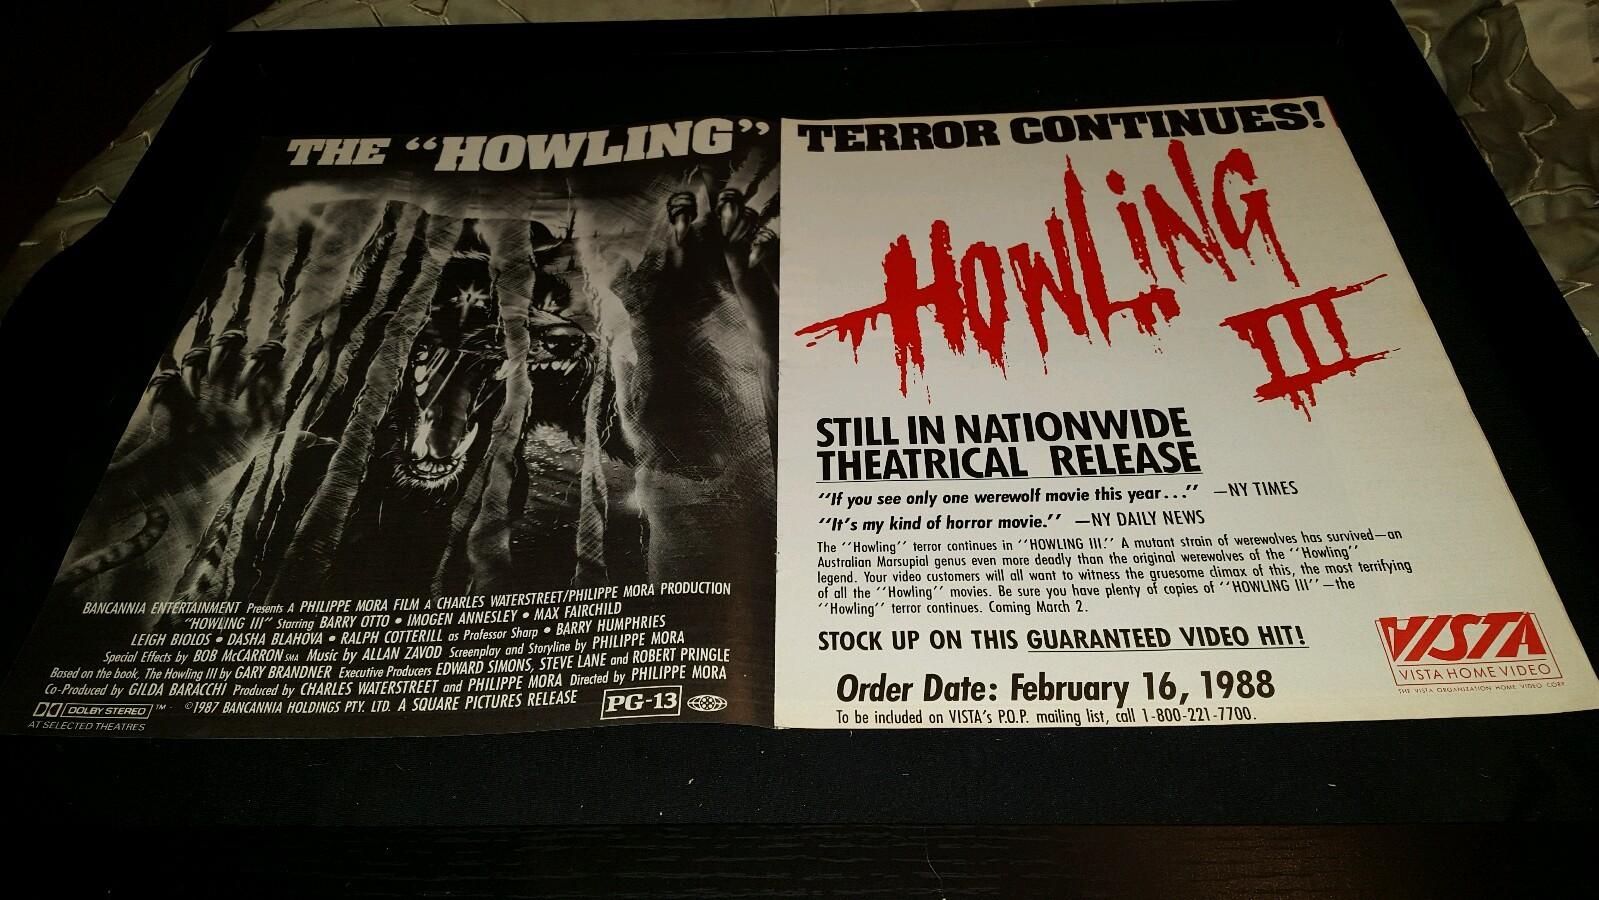 THE “HOWLING”
BANCANNIA ENTERTAINMENT Presents A PHILIPPE MORA FILM A CHARLES WATERSTREET/PHILIPPE MORA PRODUCTION
“HOWLING III” Starring BARRY OTTO • IMOGEN ANNESLEY • MAX FAIRCHILD
LEIGH BIOLOS • DASHA BLAHOVA • RALPH COTTERILL as Professor Sharp • BARRY HUMPHRIES
Special Effects by BOB McCARRON SMA Music by ALLAN ZAVOD Screenplay and Storyline by PHILIPPE MORA
Based on the book, The Howling III by GARY BRANDNER Executive Producers EDWARD SIMONS, STEVE LANE and ROBERT PRINGLE
Co-Produced by GILDA BARACCHI Produced by CHARLES WATERSTREET and PHILIPPE MORA Directed by PHILIPPE MORA
DOLBY STEREO ™ ©1987 BANCANNIA HOLDINGS PTY. LTD. A SQUARE PICTURES RELEASE PG-13
AT SELECTED THEATRES
TERROR CONTINUES!
HOWLING
III
STILL IN NATIONWIDE
THEATRICAL RELEASE
“If you see only one werewolf movie this year...” —NY TIMES
“It’s my kind of horror movie.” —NY DAILY NEWS
The “Howling” terror continues in “HOWLING III.” A mutant strain of werewolves has survived—an
Australian Marsupial genus even more deadly than the original werewolves of the “Howling”
legend. Your video customers will all want to witness the gruesome climax of this, the most terrifying
of all the “Howling” movies. Be sure you have plenty of copies of “HOWLING III”—the
“Howling” terror continues. Coming March 2.
STOCK UP ON THIS GUARANTEED VIDEO HIT!
Order Date: February 16, 1988
To be included on VISTA’s P.O.P. mailing list, call 1-800-221-7700.
VISTA
VISTA HOME VIDEO
THE VISTA ORGANIZATION HOME VIDEO CORP.